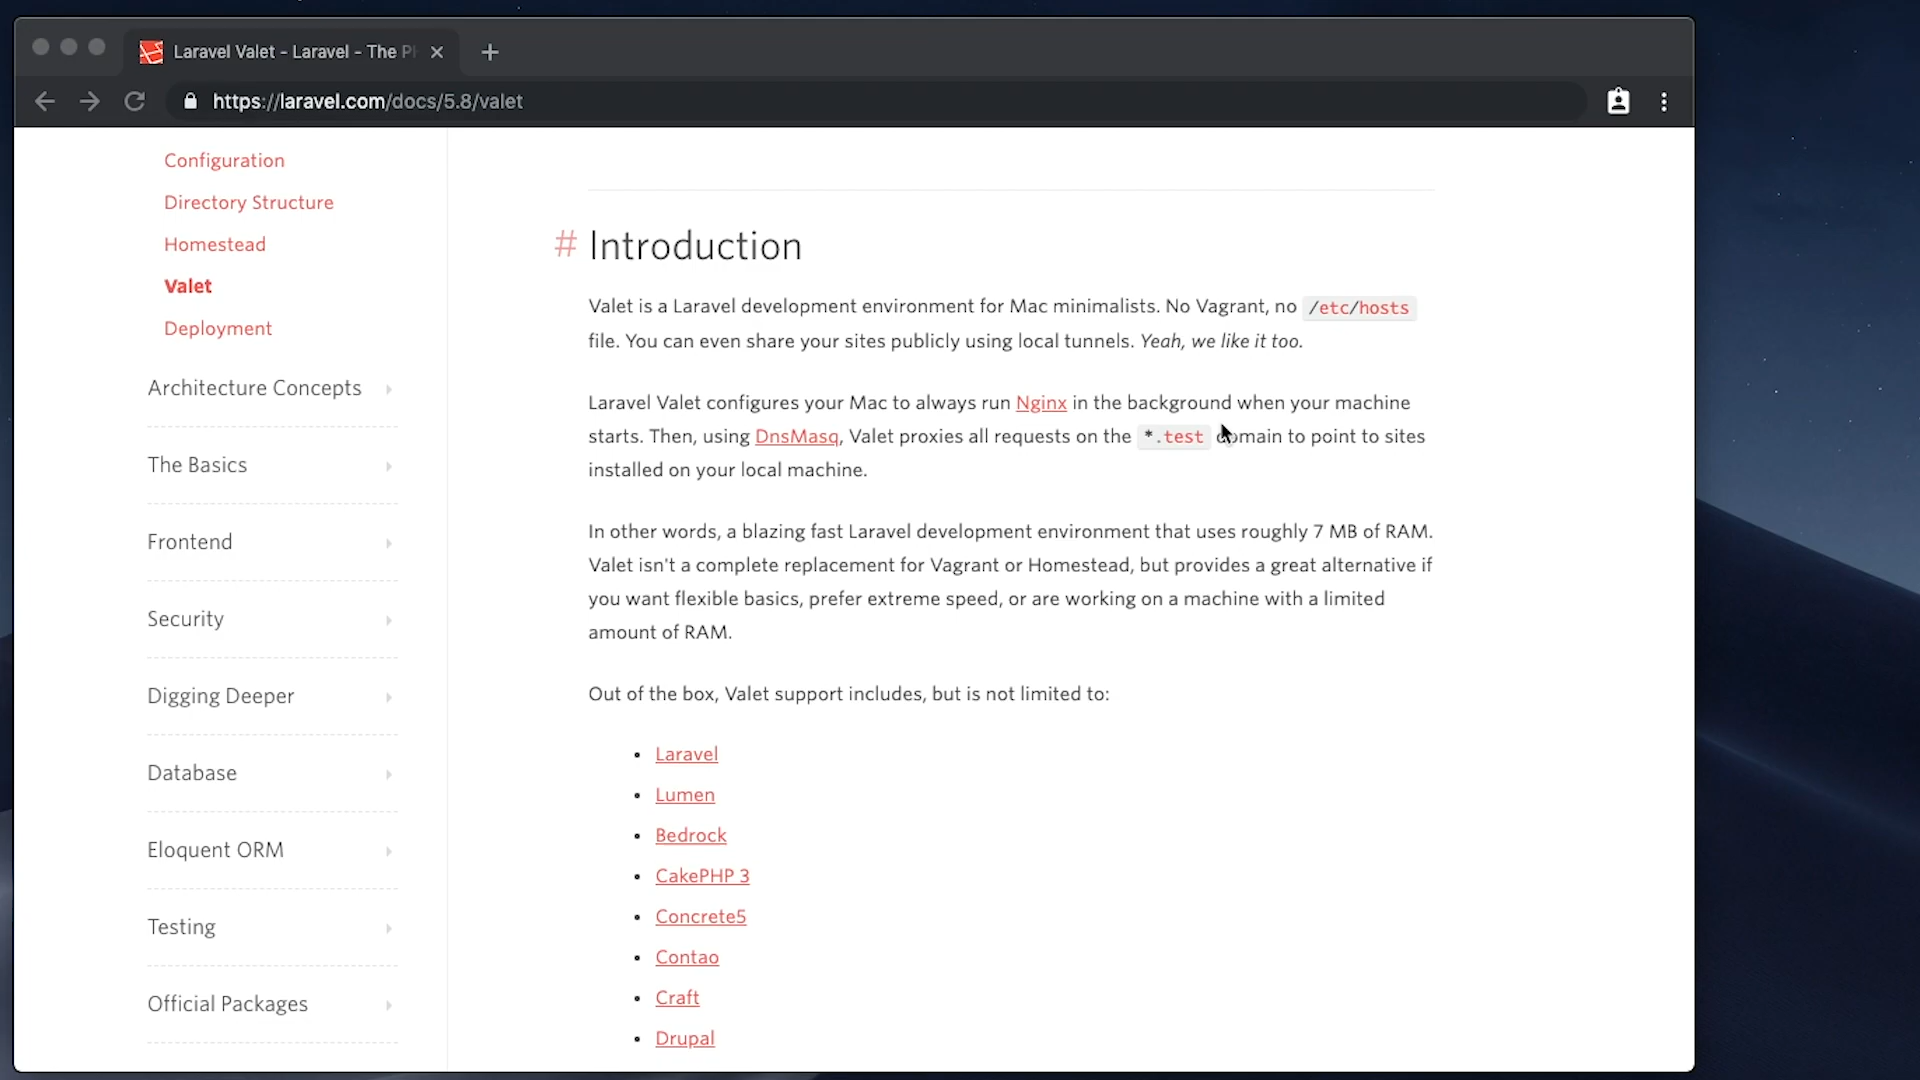 Laravel Valet - Laravel - The P
https://laravel.com/docs/5.8/valet
Configuration
Directory Structure
Homestead
Valet
Deployment
Architecture Concepts
The Basics
Frontend
Security
Digging Deeper
Database
Eloquent ORM
Testing
Official Packages
# Introduction
Valet is a Laravel development environment for Mac minimalists. No Vagrant, no /etc/hosts
file. You can even share your sites publicly using local tunnels. Yeah, we like it too.
Laravel Valet configures your Mac to always run Nginx in the background when your machine
starts. Then, using DnsMasq, Valet proxies all requests on the *.test domain to point to sites
installed on your local machine.
In other words, a blazing fast Laravel development environment that uses roughly 7 MB of RAM.
Valet isn't a complete replacement for Vagrant or Homestead, but provides a great alternative if
you want flexible basics, prefer extreme speed, or are working on a machine with a limited
amount of RAM.
Out of the box, Valet support includes, but is not limited to:
• Laravel
• Lumen
• Bedrock
• CakePHP 3
• Concrete5
• Contao
• Craft
• Drupal